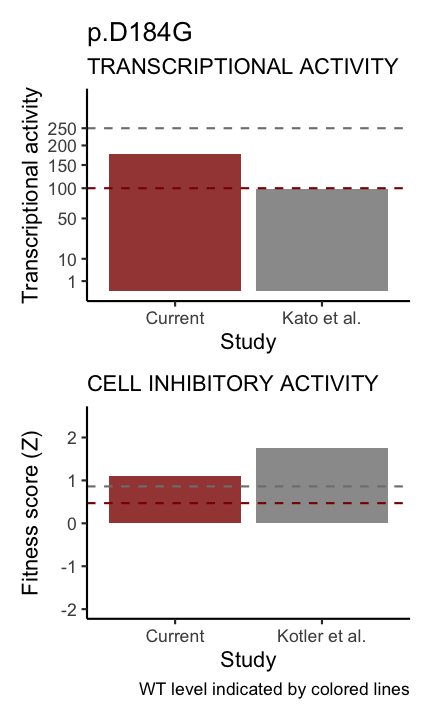 p.D184G
TRANSCRIPTIONAL ACTIVITY
Transcriptional activity
250
200
150
100
50
10
1
Current
Kato et al.
Study
CELL INHIBITORY ACTIVITY
Fitness score (Z)
2
1
0
-1
-2
Current
Kotler et al.
Study
WT level indicated by colored lines